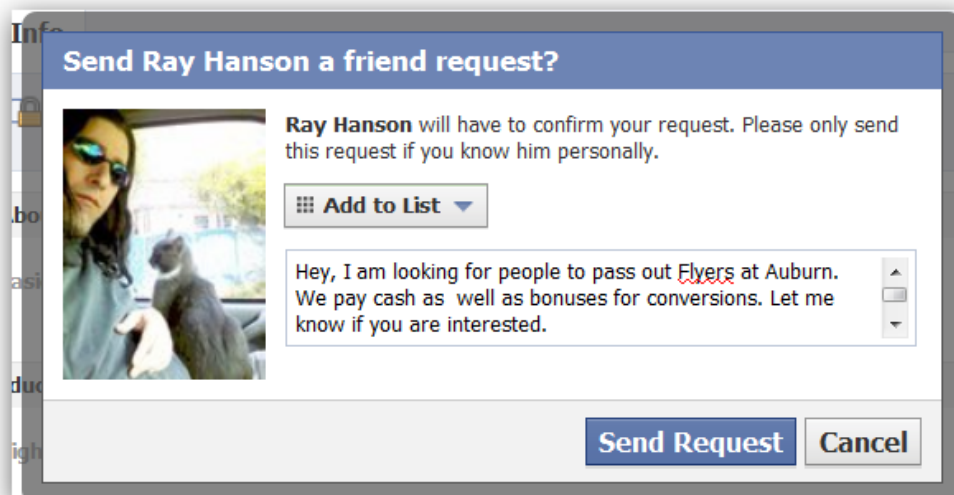 Info
Send Ray Hanson a friend request?
Ray Hanson will have to confirm your request. Please only send
this request if you know him personally.
Add to List
Hey, I am looking for people to pass out Flyers at Auburn.
We pay cash as  well as bonuses for conversions. Let me
know if you are interested.
Send Request
Cancel